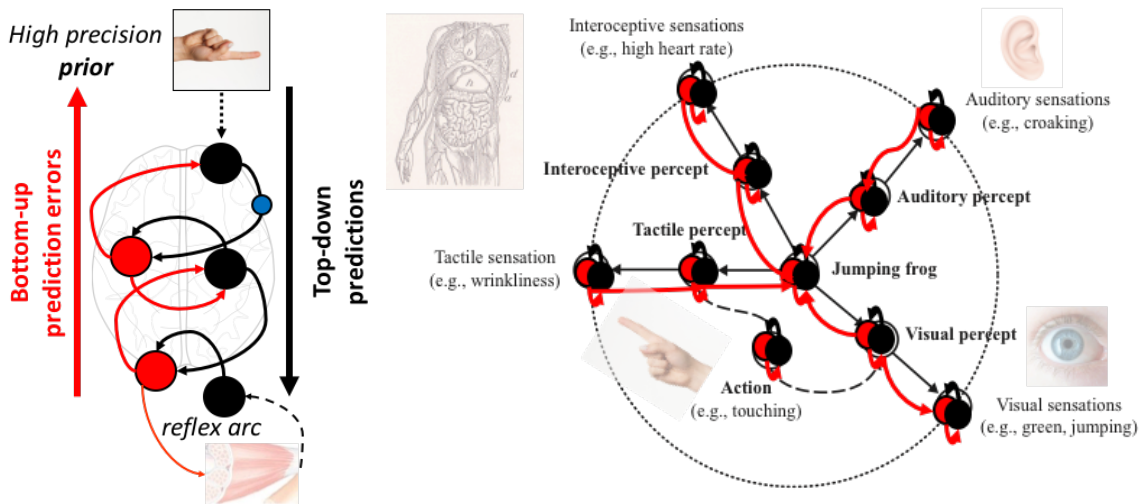 High precision
prior
Bottom-up
prediction errors
Top-down
predictions
reflex arc
Interoceptive sensations
(e.g., high heart rate)
Auditory sensations
(e.g., croaking)
Interoceptive percept
Auditory percept
Tactile percept
Tactile sensation
(e.g., wrinkliness)
Jumping frog
Visual percept
Action
(e.g., touching)
Visual sensations
(e.g., green, jumping)
d
h
a